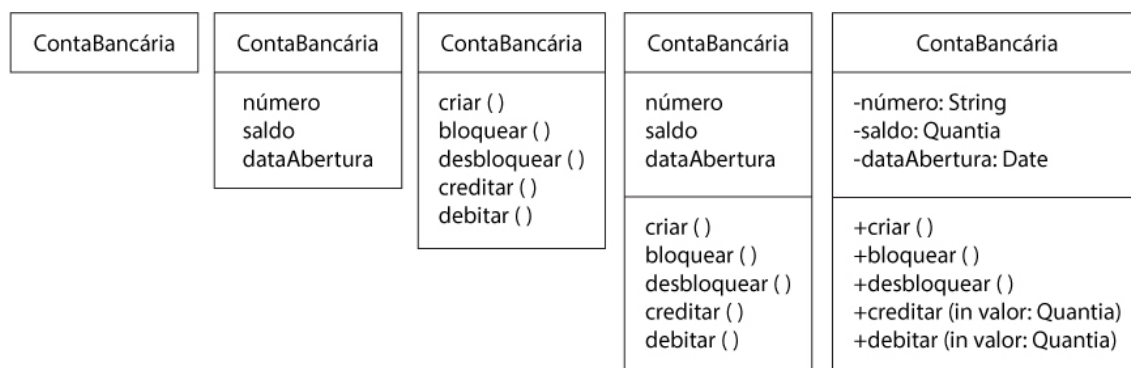 ContaBancária
ContaBancária
número
saldo
dataAbertura
ContaBancária
criar ( )
bloquear ( )
desbloquear ( )
creditar ( )
debitar ( )
ContaBancária
número
saldo
dataAbertura
criar ( )
bloquear ( )
desbloquear ( )
creditar ( )
debitar ( )
ContaBancária
-número: String
-saldo: Quantia
-dataAbertura: Date
+criar ( )
+bloquear ( )
+desbloquear ( )
+creditar (in valor: Quantia)
+debitar (in valor: Quantia)